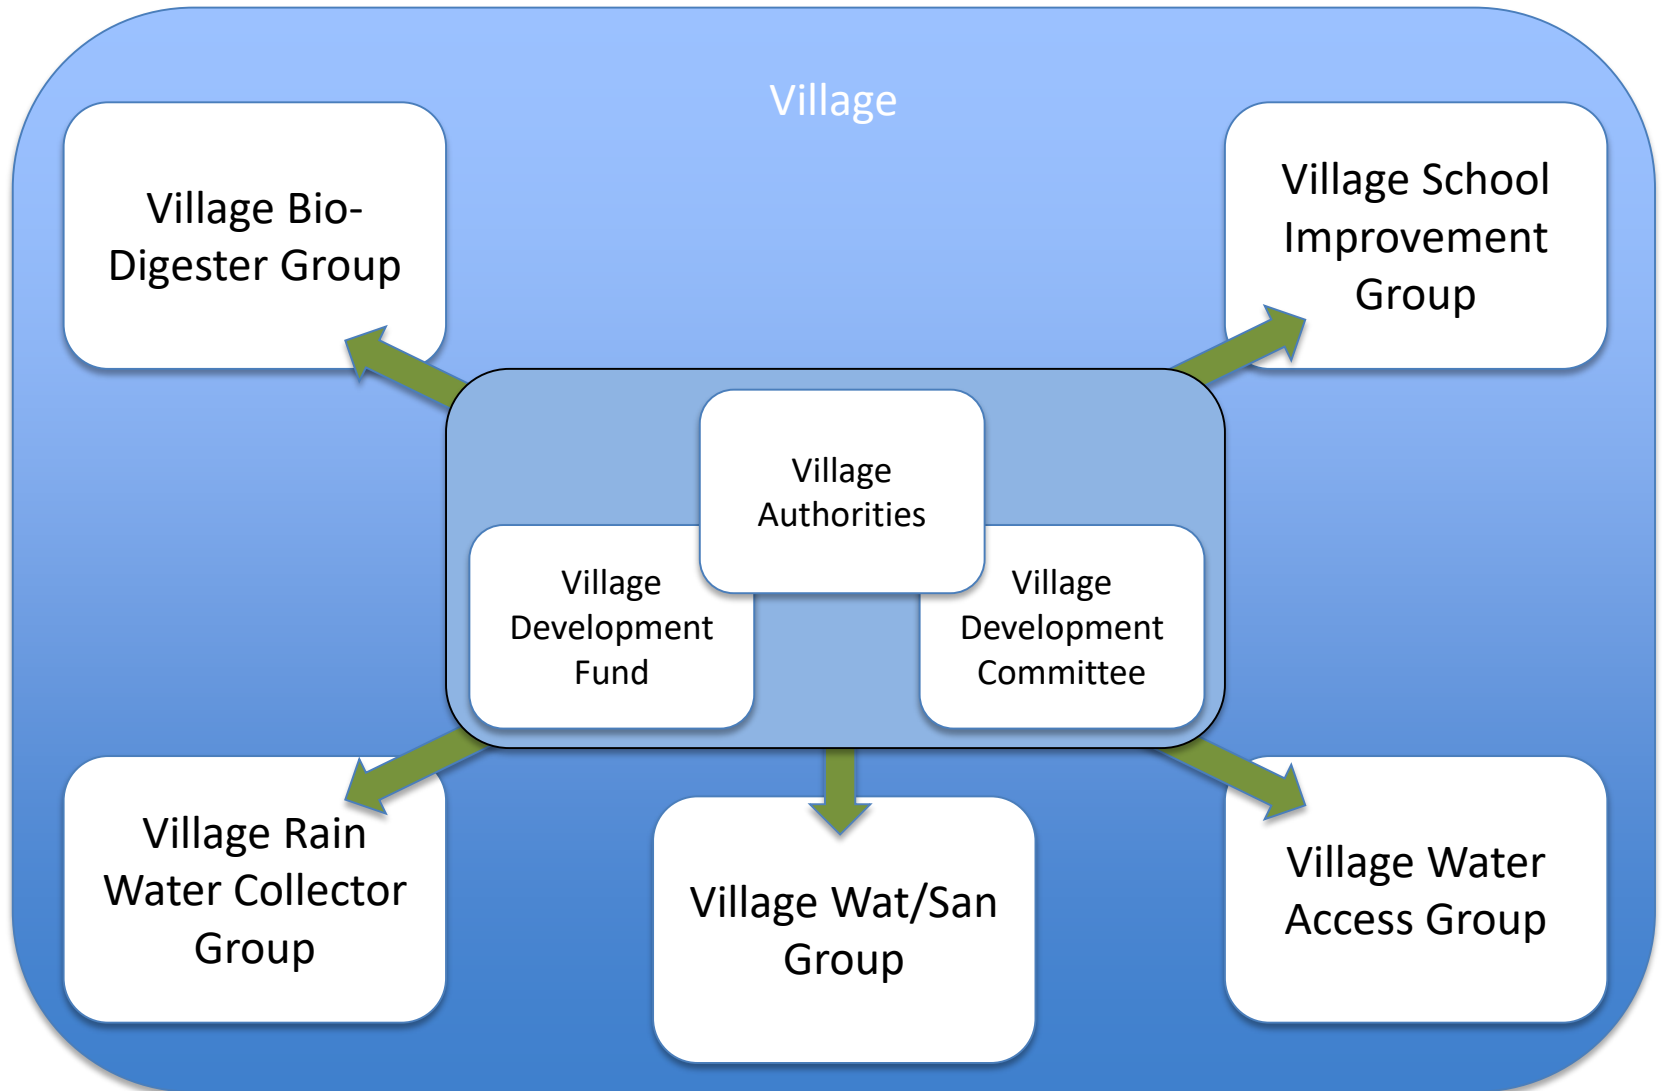 Village
Village Bio-
Digester Group
Village School
Improvement
Group
Village
Authorities
Village
Development
Fund
Village
Development
Committee
Village Rain
Water Collector
Group
Village Wat/San
Group
Village Water
Access Group